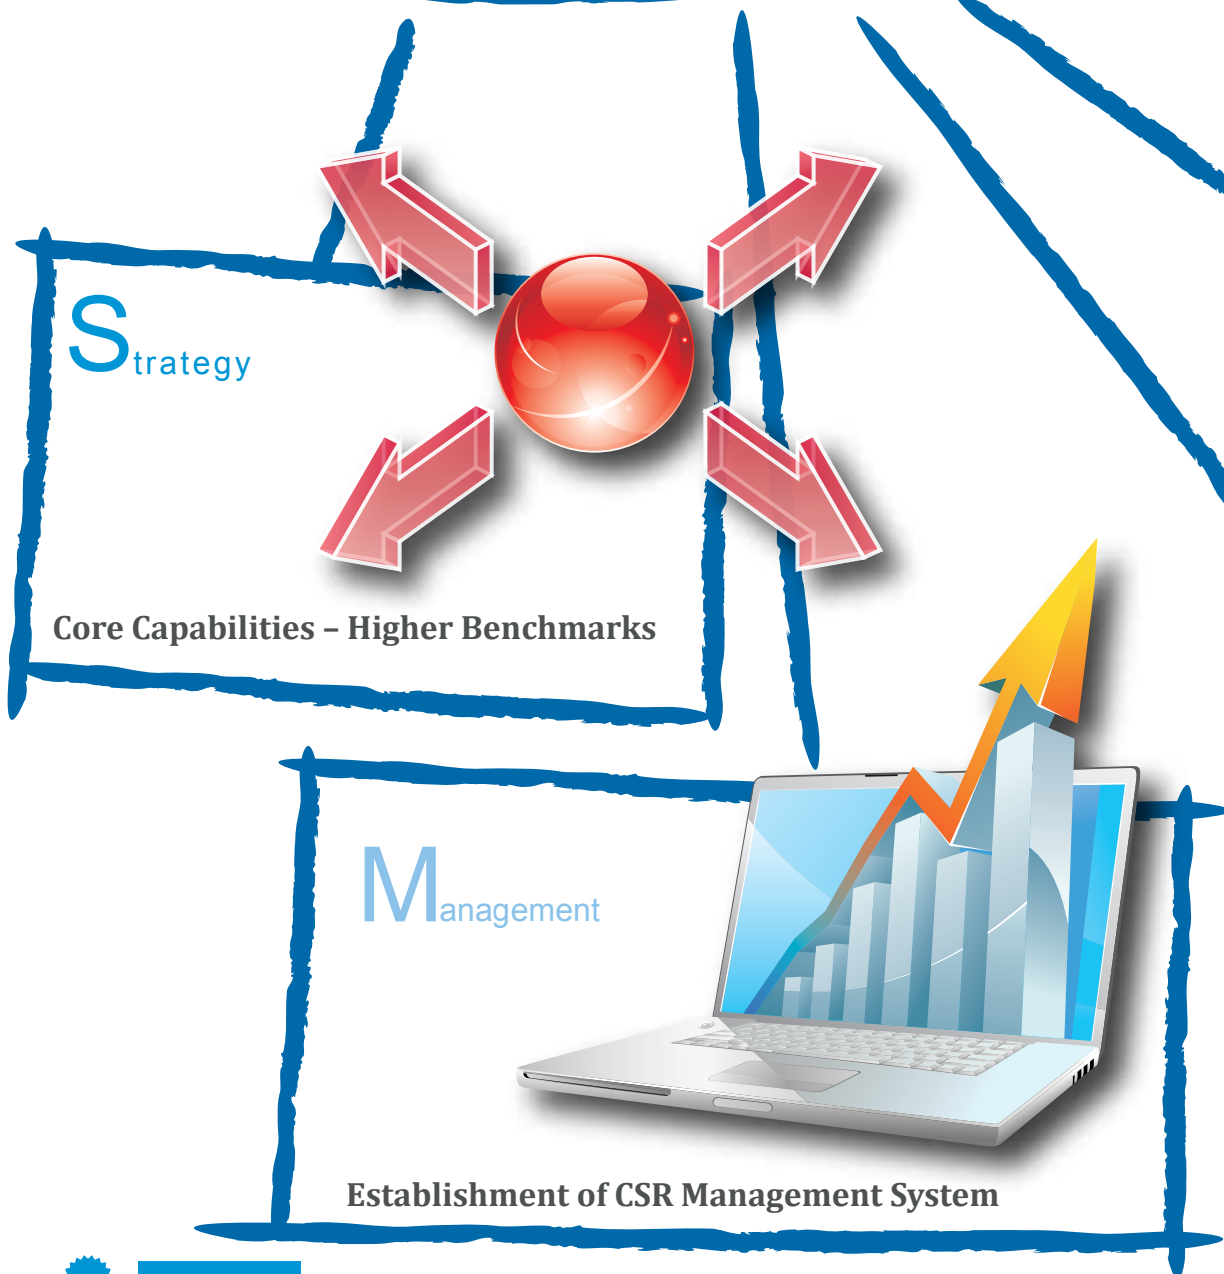 Strategy
Core Capabilities – Higher Benchmarks
Management
Establishment of CSR Management System